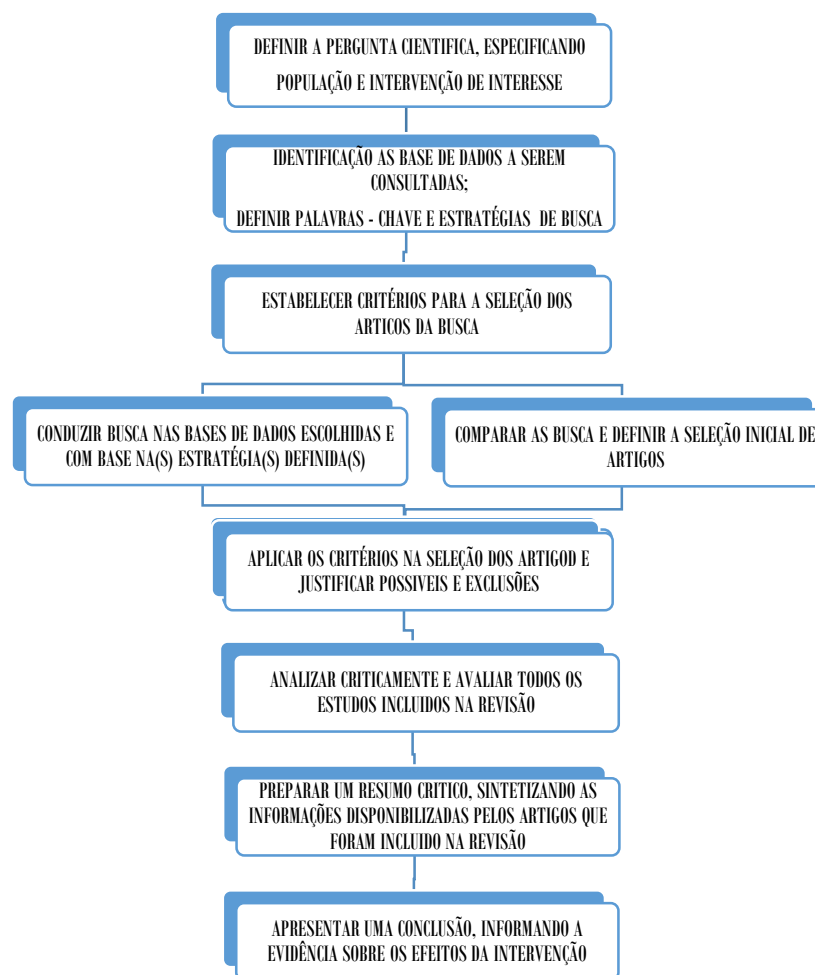 DEFINIR A PERGUNTA CIENTIFICA, ESPECIFICANDO
POPULAÇÃO E INTERVENÇÃO DE INTERESSE
IDENTIFICAÇÃO AS BASE DE DADOS A SEREM
CONSULTADAS;
DEFINIR PALAVRAS - CHAVE E ESTRATÉGIAS DE BUSCA
ESTABELECER CRITÉRIOS PARA A SELEÇÃO DOS
ARTICOS DA BUSCA
CONDUZIR BUSCA NAS BASES DE DADOS ESCOLHIDAS E
COM BASE NA(S) ESTRATÉGIA(S) DEFINIDA(S)
COMPARAR AS BUSCA E DEFINIR A SELEÇÃO INICIAL DE
ARTIGOS
APLICAR OS CRITÉRIOS NA SELEÇÃO DOS ARTIGOD E
JUSTIFICAR POSSIVEIS E EXCLUSÕES
ANALIZAR CRITICAMENTE E AVALIAR TODOS OS
ESTUDOS INCLUIDOS NA REVISÃO
PREPARAR UM RESUMO CRITICO, SINTETIZANDO AS
INFORMAÇÕES DISPONIBILIZADAS PELOS ARTIGOS QUE
FORAM INCLUIDO NA REVISÃO
APRESENTAR UMA CONCLUSÃO, INFORMANDO A
EVIDÊNCIA SOBRE OS EFEITOS DA INTERVENÇÃO